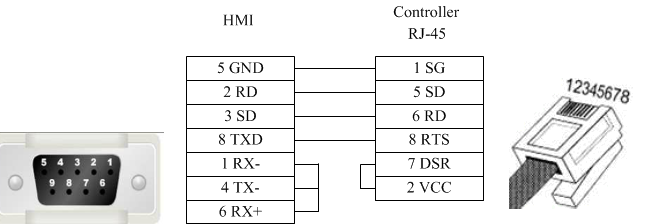 HMI
Controller
RJ-45
5 GND
1 SG
2 RD
5 SD
3 SD
6 RD
8 TXD
8 RTS
1 RX-
7 DSR
4 TX-
2 VCC
6 RX+
5 4 3 2 1
9 8 7 6
12345678